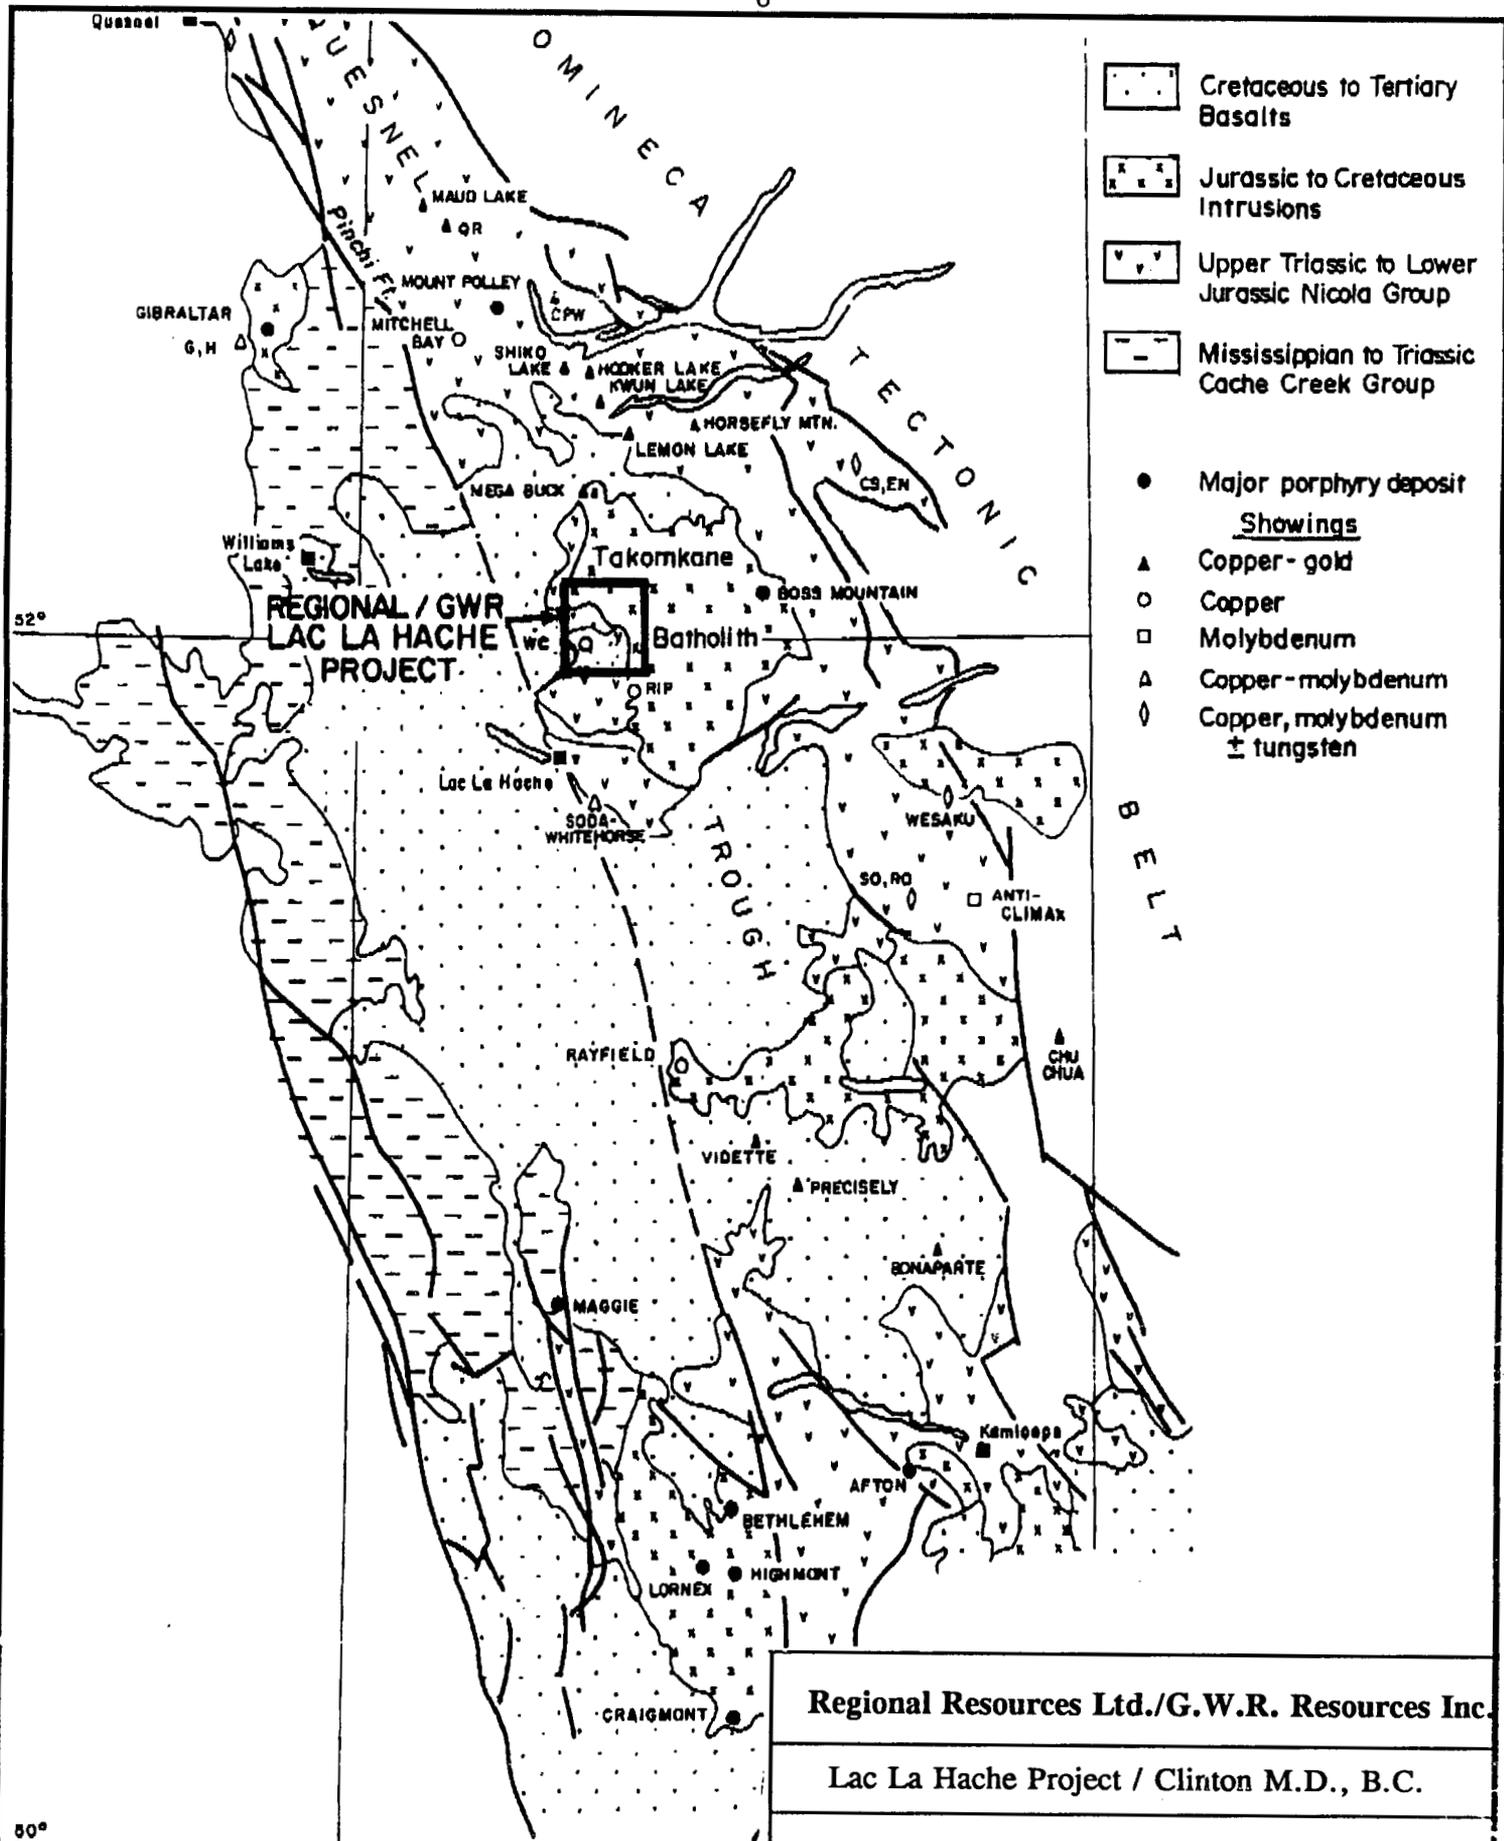 6
Quesnel
QUESNEL
OMINECA
MAUD LAKE
QR
Pinchi Ft.
MOUNT POLLEY
CPW
GIBRALTAR
G,H
MITCHELL
BAY
SHIKO
LAKE
HOOKER LAKE
KWUN LAKE
HORSEFLY MTN.
LEMON LAKE
TECTONIC
CS,EN
MEGA BUCK
Williams
Lake
Takomkane
BOSS MOUNTAIN
REGIONAL / GWR
LAC LA HACHE
PROJECT
52°
WC
Q
Batholith
RIP
Lac La Hache
SODA-
WHITEHORSE
WESAKU
BELT
TROUGH
SO,RO
ANTI-
CLIMAX
RAYFIELD
CHU
CHUA
VIDETTE
PRECISELY
BONAPARTE
MAGGIE
Kamloops
AFTON
BETHLEHEM
LORNEX
HIGHMONT
CRAIGMONT
50°
Cretaceous to Tertiary
Basalts
Jurassic to Cretaceous
Intrusions
Upper Triassic to Lower
Jurassic Nicola Group
Mississippian to Triassic
Cache Creek Group
Major porphyry deposit
Showings
Copper-gold
Copper
Molybdenum
Copper-molybdenum
Copper, molybdenum
± tungsten
Regional Resources Ltd./G.W.R. Resources Inc.
Lac La Hache Project / Clinton M.D., B.C.